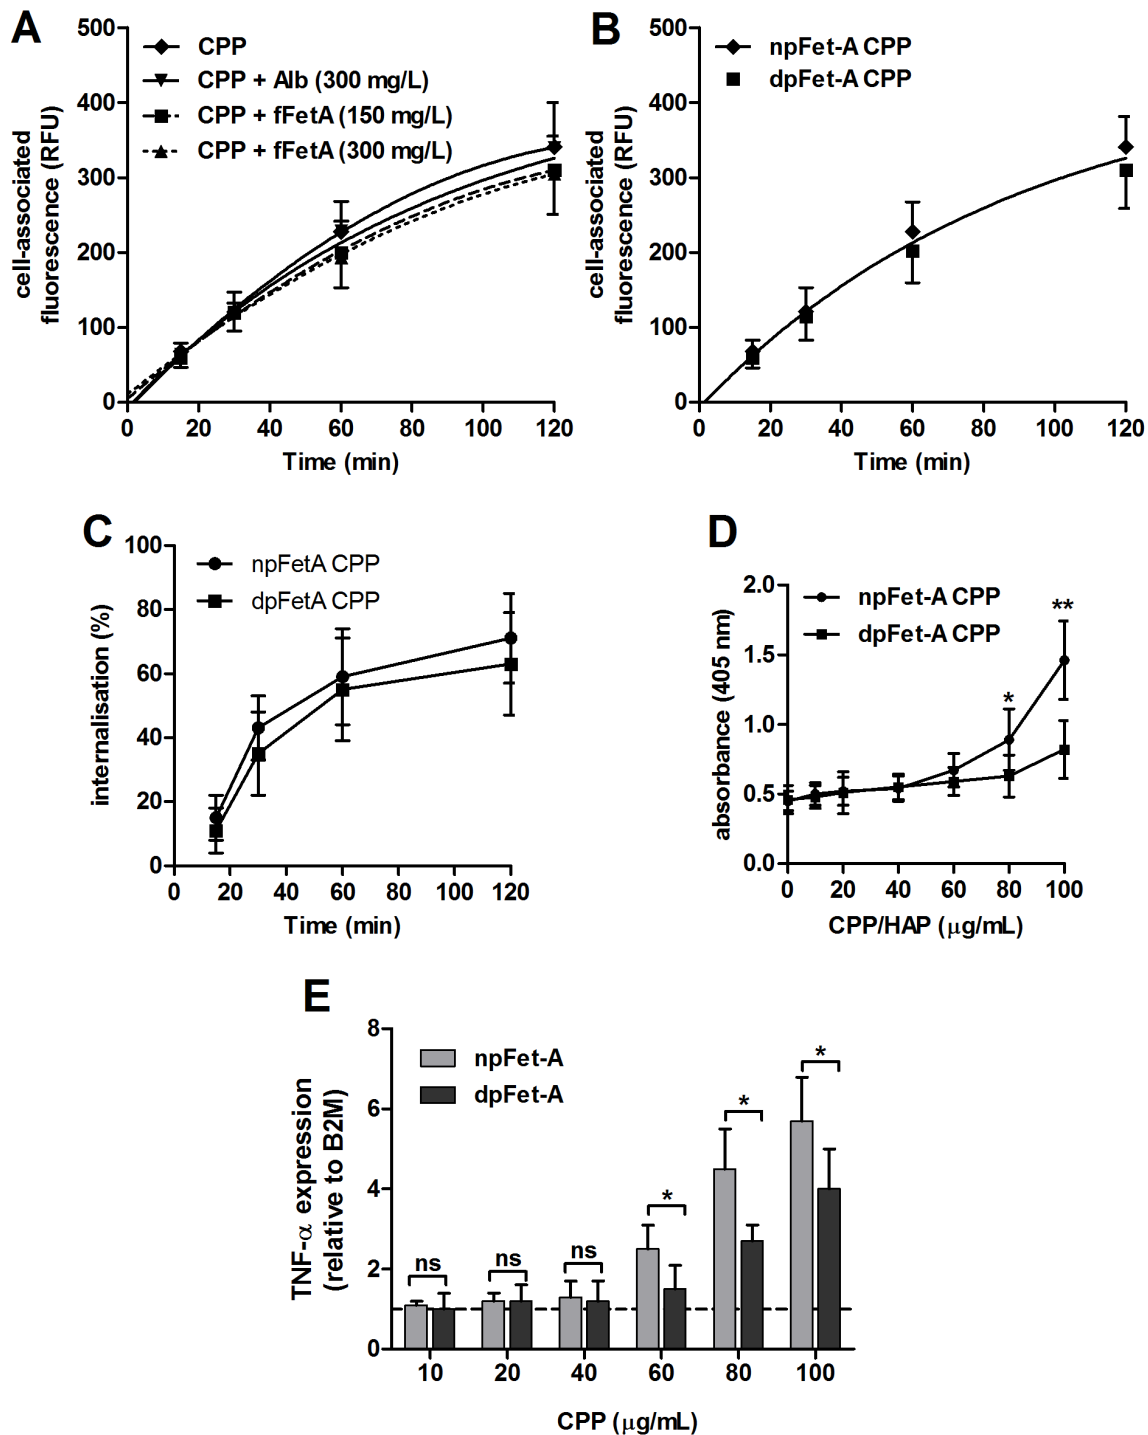 A
500
400
300
200
100
0
0
20
40
60
80
100
120
cell-associated
fluorescence (RFU)
Time (min)
CPP
CPP + Alb (300 mg/L)
CPP + fFetA (150 mg/L)
CPP + fFetA (300 mg/L)
B
500
400
300
200
100
0
0
20
40
60
80
100
120
cell-associated
fluorescence (RFU)
Time (min)
npFet-A CPP
dpFet-A CPP
C
100
80
60
40
20
0
0
20
40
60
80
100
120
internalisation (%)
Time (min)
npFetA CPP
dpFetA CPP
D
2.0
1.5
1.0
0.5
0.0
0
20
40
60
80
100
absorbance (405 nm)
CPP/HAP (μg/mL)
npFet-A CPP
dpFet-A CPP
*
**
E
8
6
4
2
0
10
20
40
60
80
100
TNF-α expression
(relative to B2M)
CPP (μg/mL)
npFet-A
dpFet-A
ns
ns
ns
*
*
*